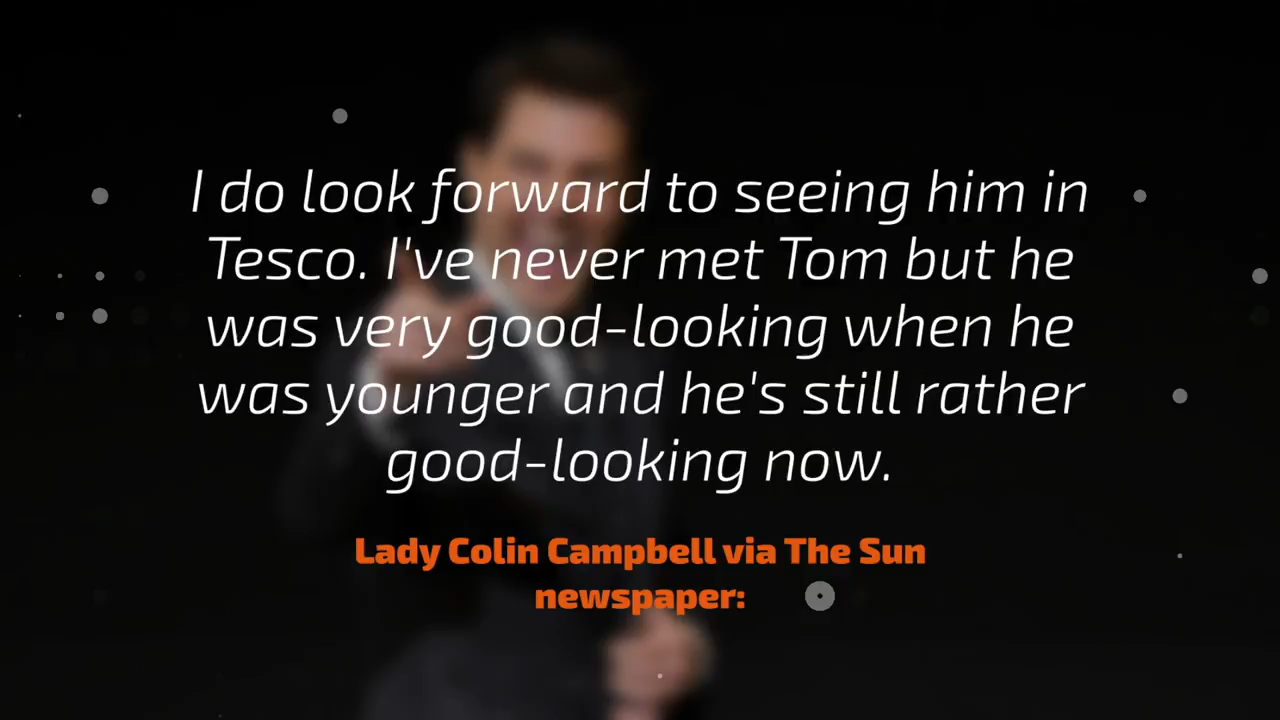 I do look forward to seeing him in
Tesco. I've never met Tom but he
was very good-looking when he
was younger and he's still rather
good-looking now.
Lady Colin Campbell via The Sun
newspaper: